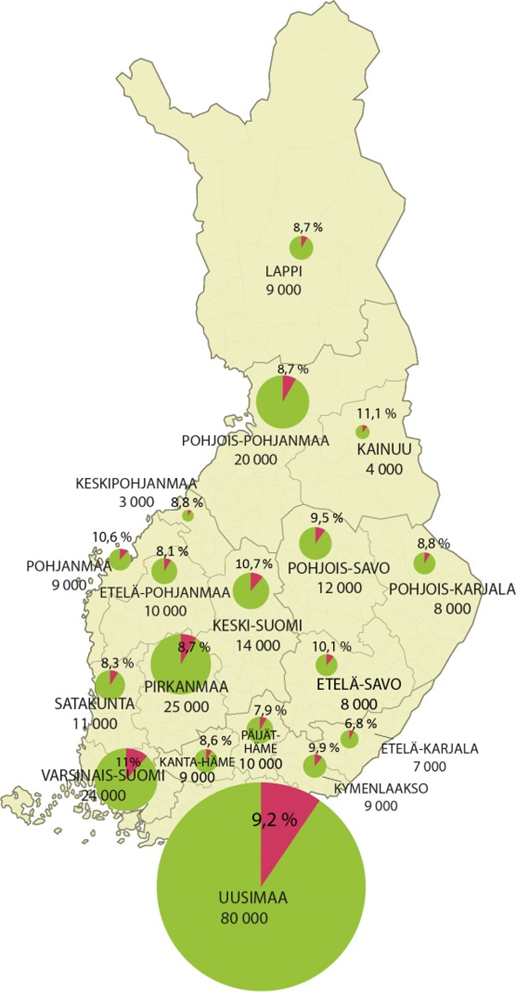 8,7 %
LAPPI
9 000
8,7 %
POHJOIS-POHJANMAA
20 000
11,1 %
KAINUU
4 000
KESKIPOHJANMAA
3 000
8,8 %
10,6 %
POHJANMAA
9 000
8,1 %
ETELÄ-POHJANMAA
10 000
10,7 %
KESKI-SUOMI
14 000
9,5 %
POHJOIS-SAVO
12 000
8,8 %
POHJOIS-KARJALA
8 000
8,3 %
SATAKUNTA
11 000
8,7 %
PIRKANMAA
25 000
10,1 %
ETELÄ-SAVO
8 000
11%
VARSINAIS-SUOMI
24 000
8,6 %
KANTA-HÄME
9 000
7,9 %
PÄIJÄT-
HÄME
10 000
6,8 %
ETELÄ-KARJALA
7 000
9,9 %
KYMENLAAKSO
9 000
9,2 %
UUSIMAA
80 000